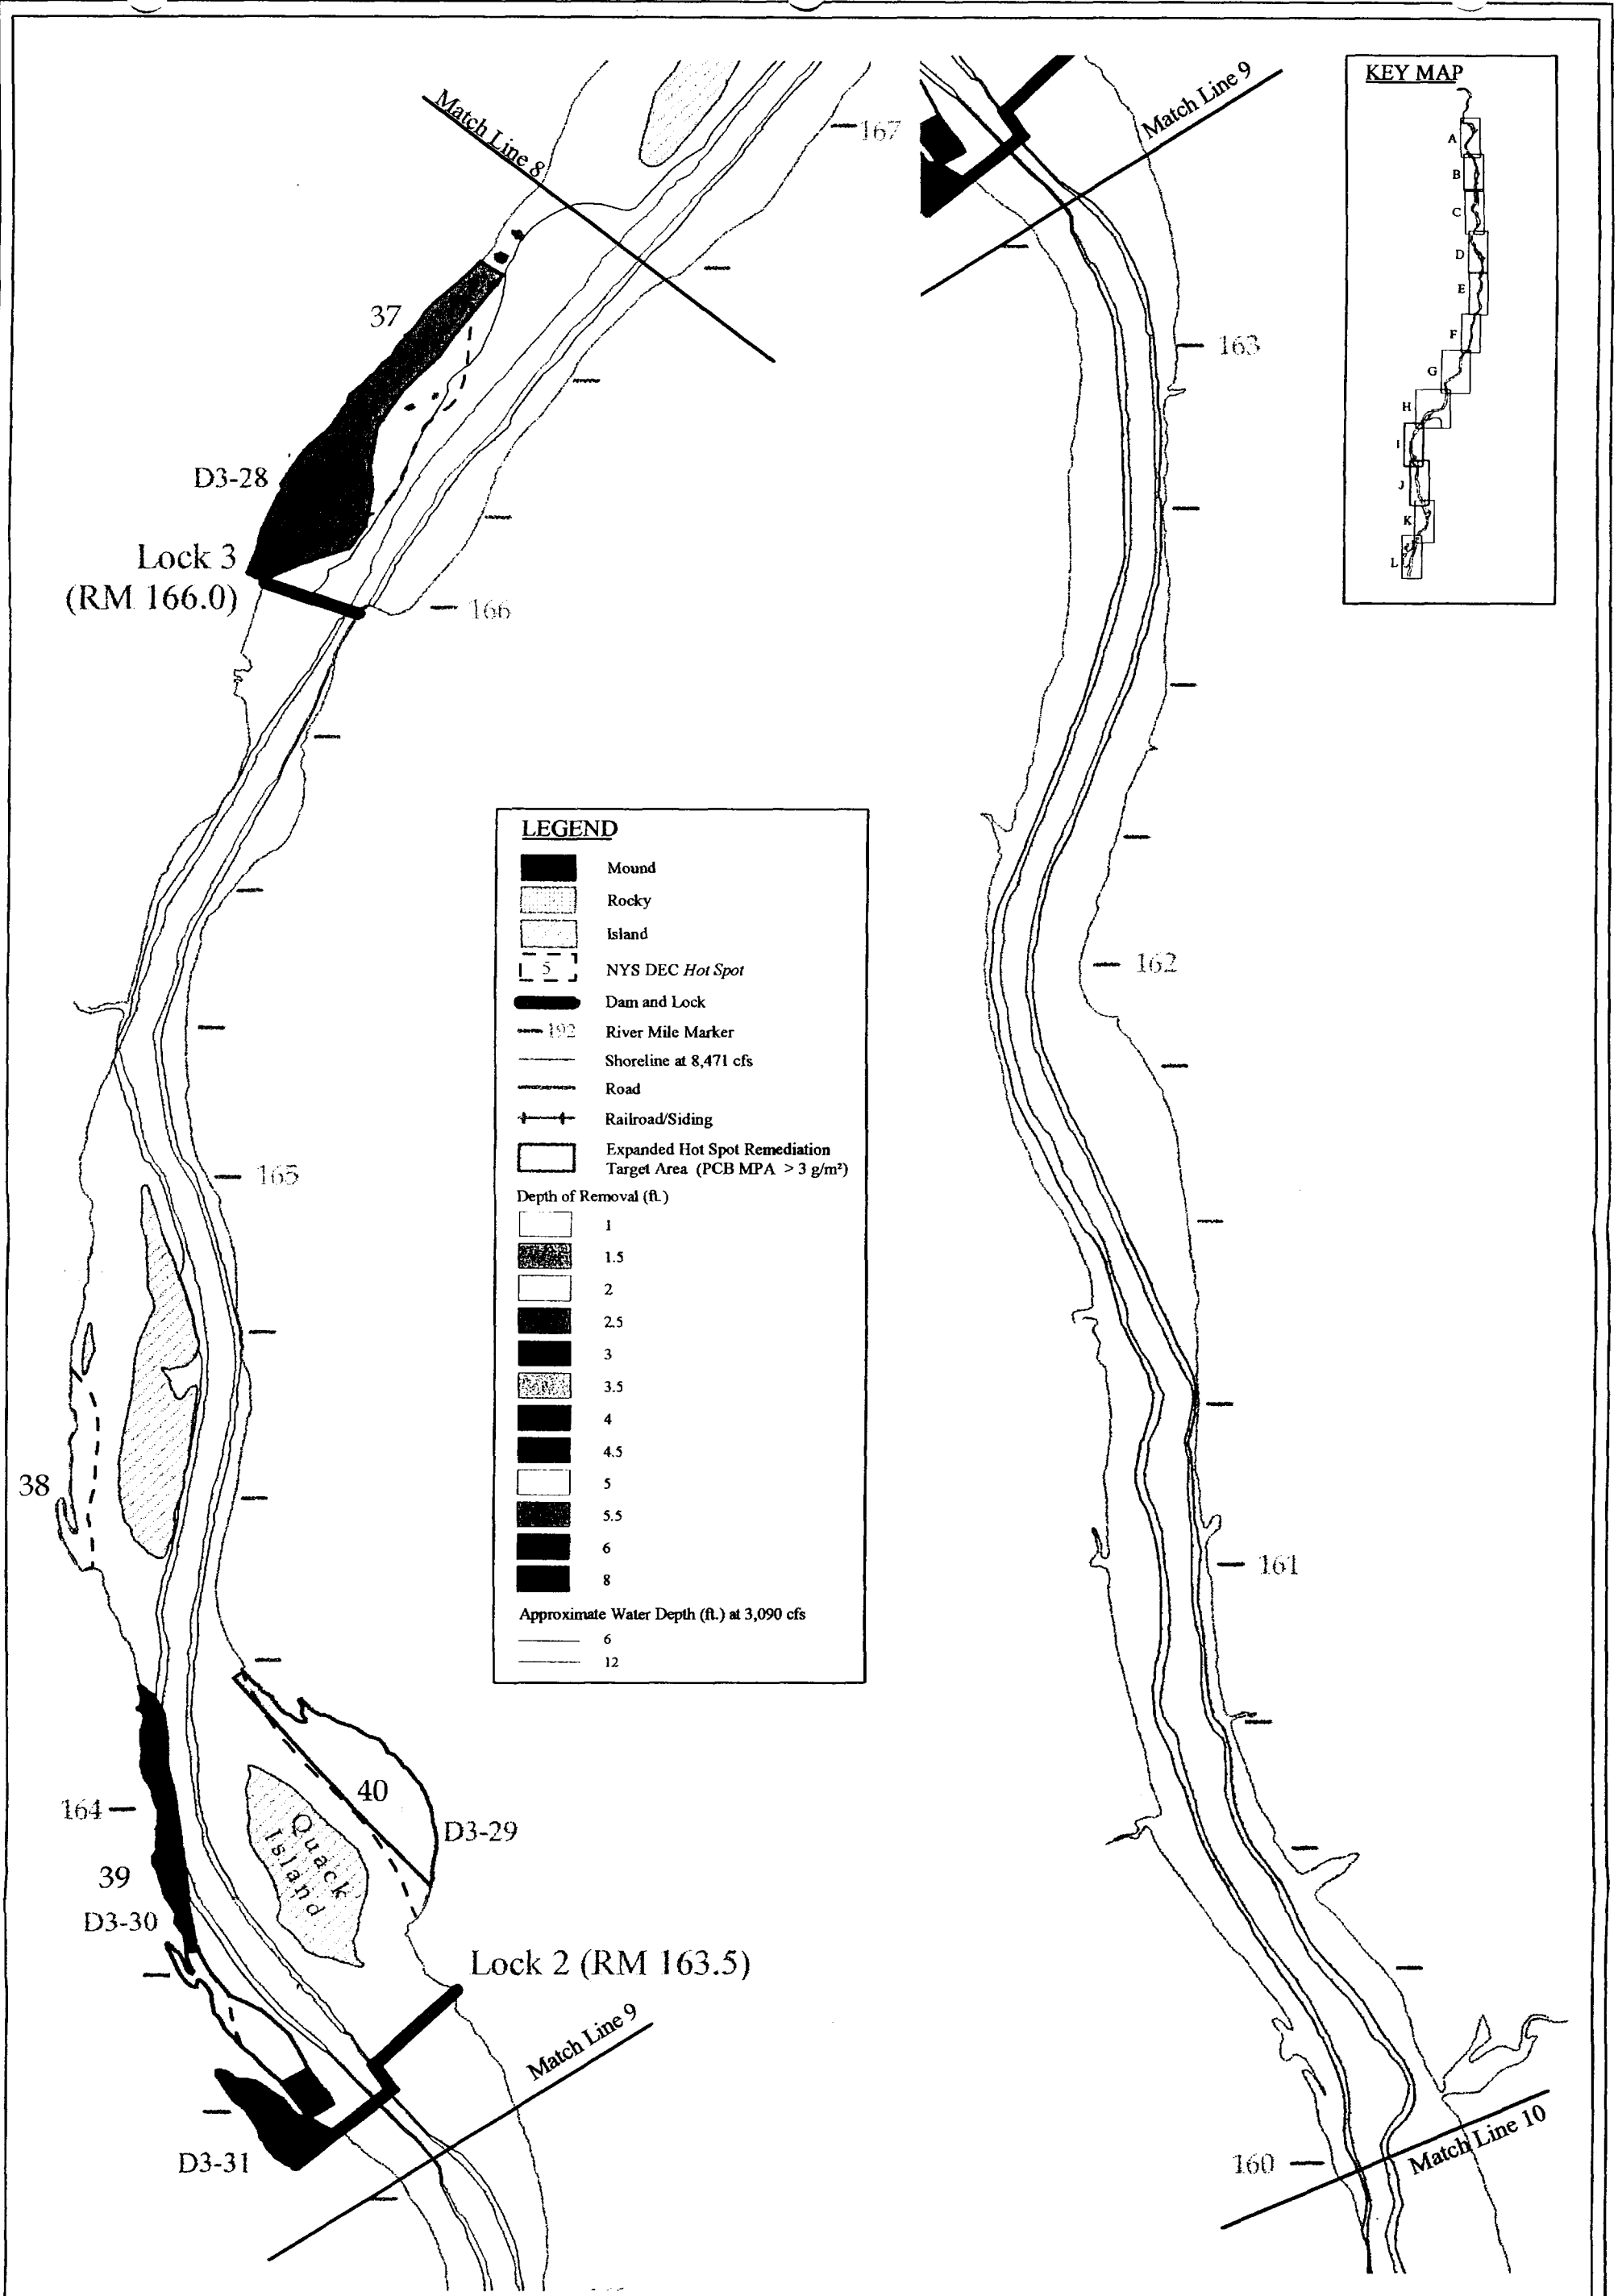 Match Line 8
167
37
D3-28
Lock 3
(RM 166.0)
166
165
38
164
39
D3-30
40
D3-29
Quack
Island
Lock 2 (RM 163.5)
Match Line 9
D3-31
LEGEND
Mound
Rocky
Island
5 NYS DEC Hot Spot
Dam and Lock
192 River Mile Marker
Shoreline at 8,471 cfs
Road
Railroad/Siding
Expanded Hot Spot Remediation
Target Area (PCB MPA > 3 g/m²)
Depth of Removal (ft.)
1
1.5
2
2.5
3
3.5
4
4.5
5
5.5
6
8
Approximate Water Depth (ft.) at 3,090 cfs
6
12
Match Line 9
163
162
161
160
Match Line 10
KEY MAP
A
B
C
D
E
F
G
H
I
J
K
L